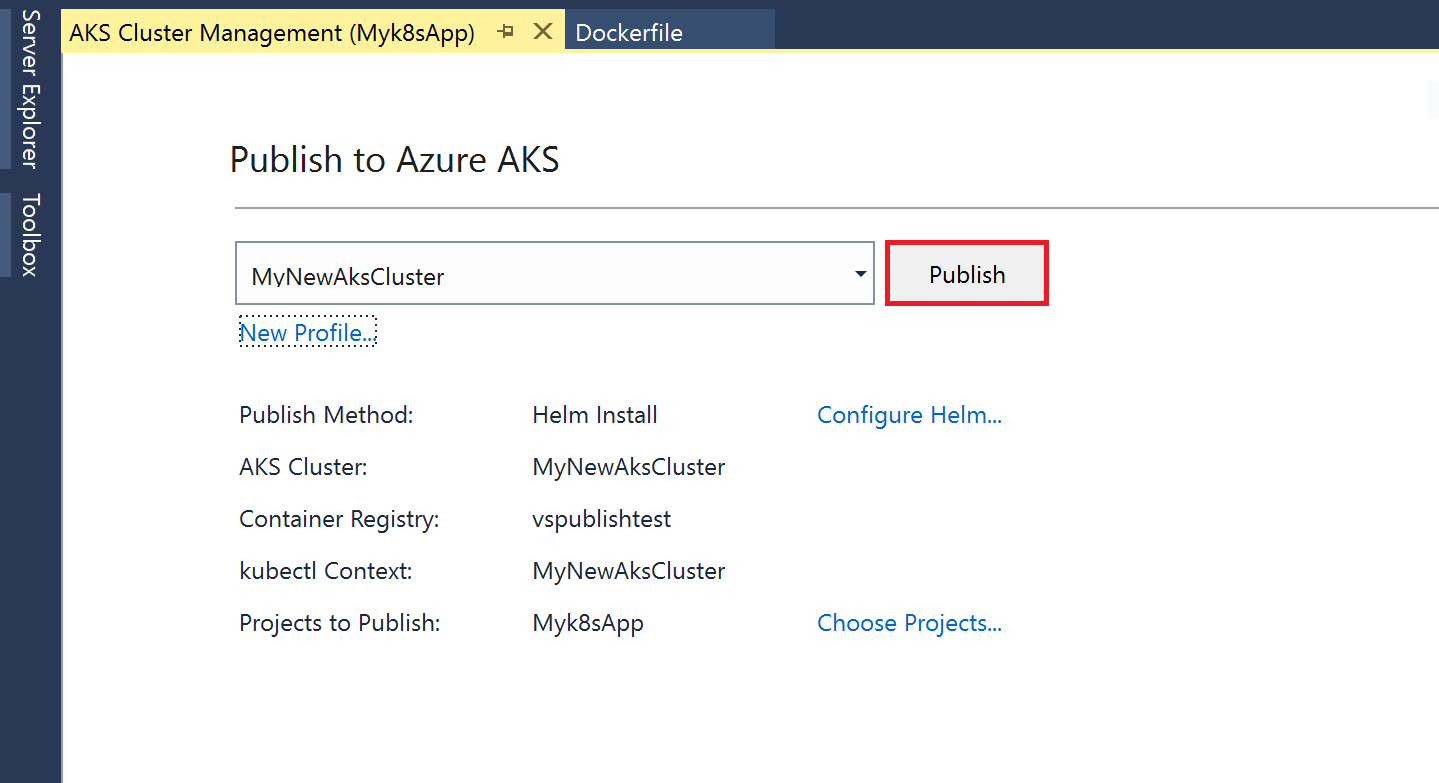 Server Explorer
Toolbox
AKS Cluster Management (Myk8sApp)
Dockerfile
Publish to Azure AKS
MyNewAksCluster
Publish
New Profile...
Publish Method: Helm Install Configure Helm...
AKS Cluster: MyNewAksCluster
Container Registry: vspublishtest
kubectl Context: MyNewAksCluster
Projects to Publish: Myk8sApp Choose Projects...